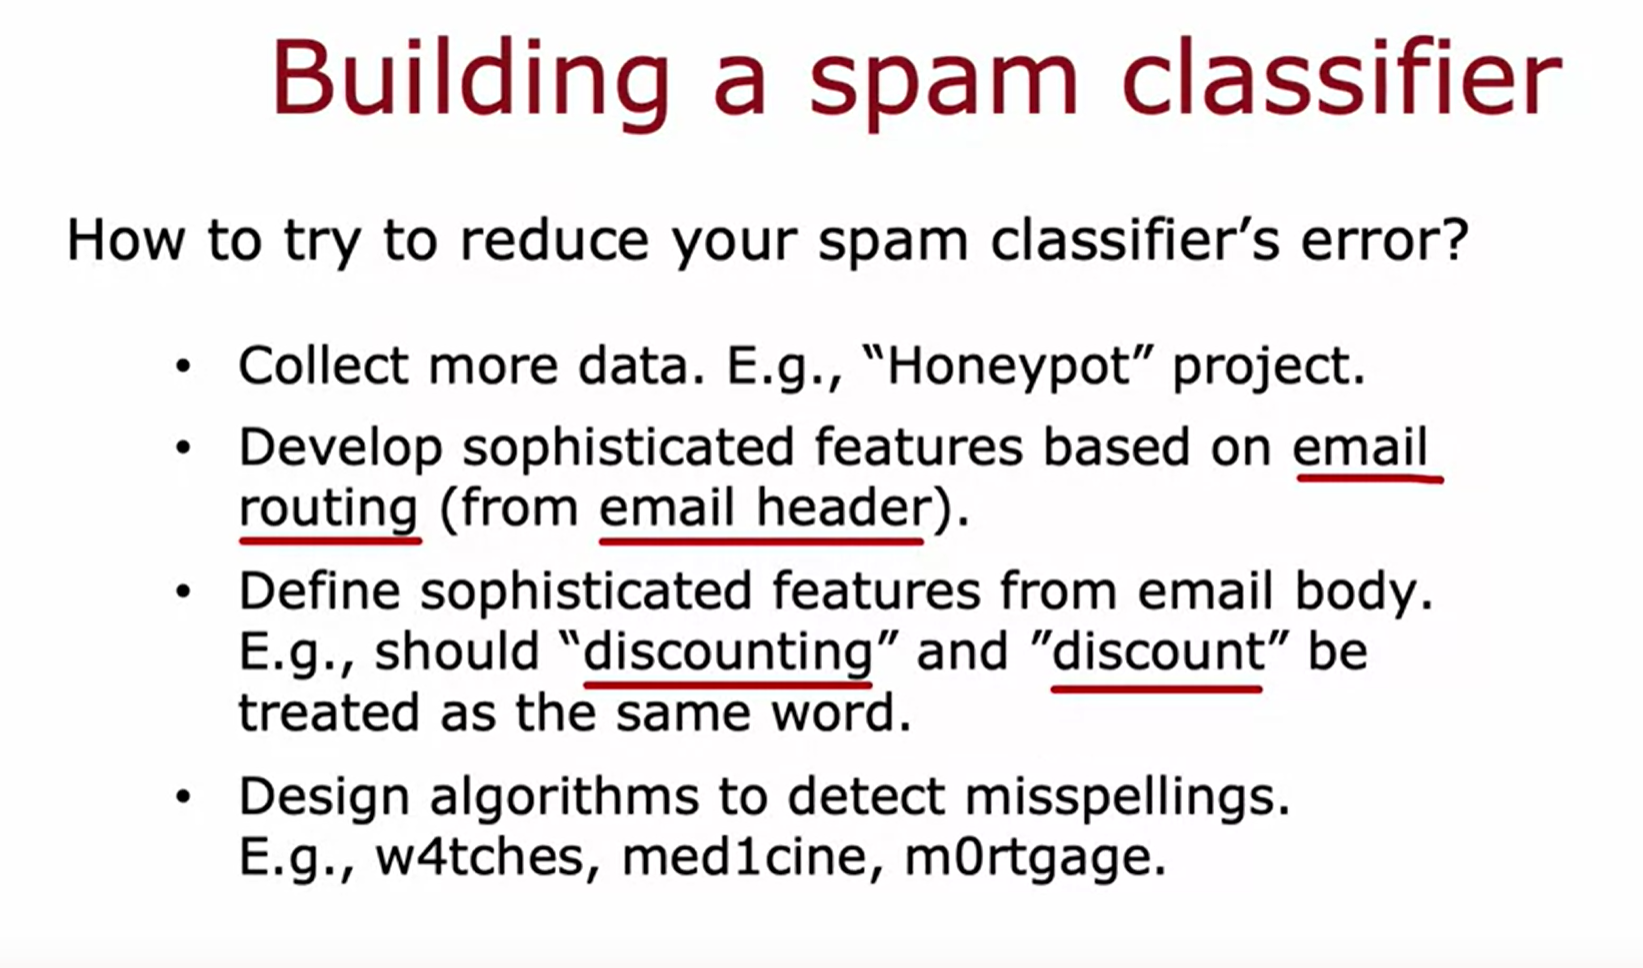 Building a spam classifier
How to try to reduce your spam classifier’s error?
• Collect more data. E.g., “Honeypot” project.
• Develop sophisticated features based on email
routing (from email header).
• Define sophisticated features from email body.
E.g., should “discounting” and ”discount” be
treated as the same word.
• Design algorithms to detect misspellings.
E.g., w4tches, med1cine, m0rtgage.